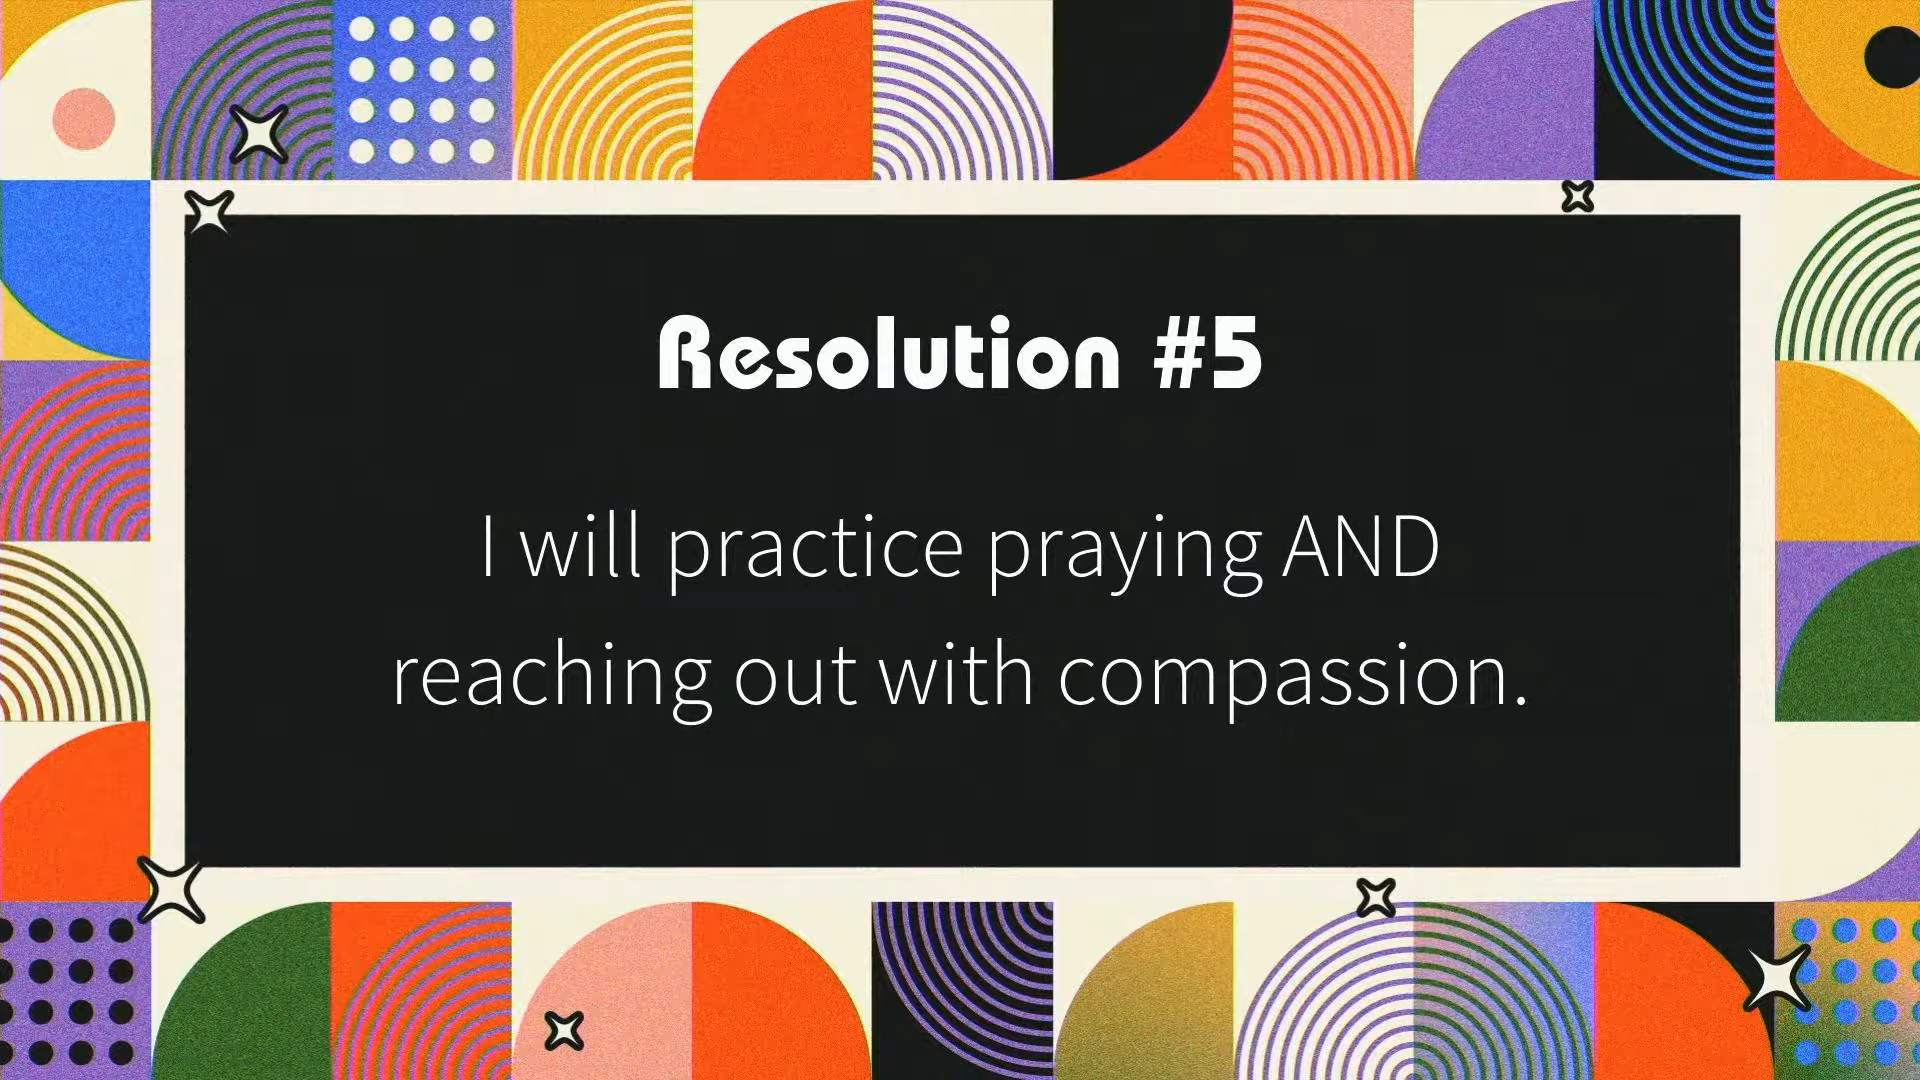 Resolution #5
I will practice praying AND
reaching out with compassion.